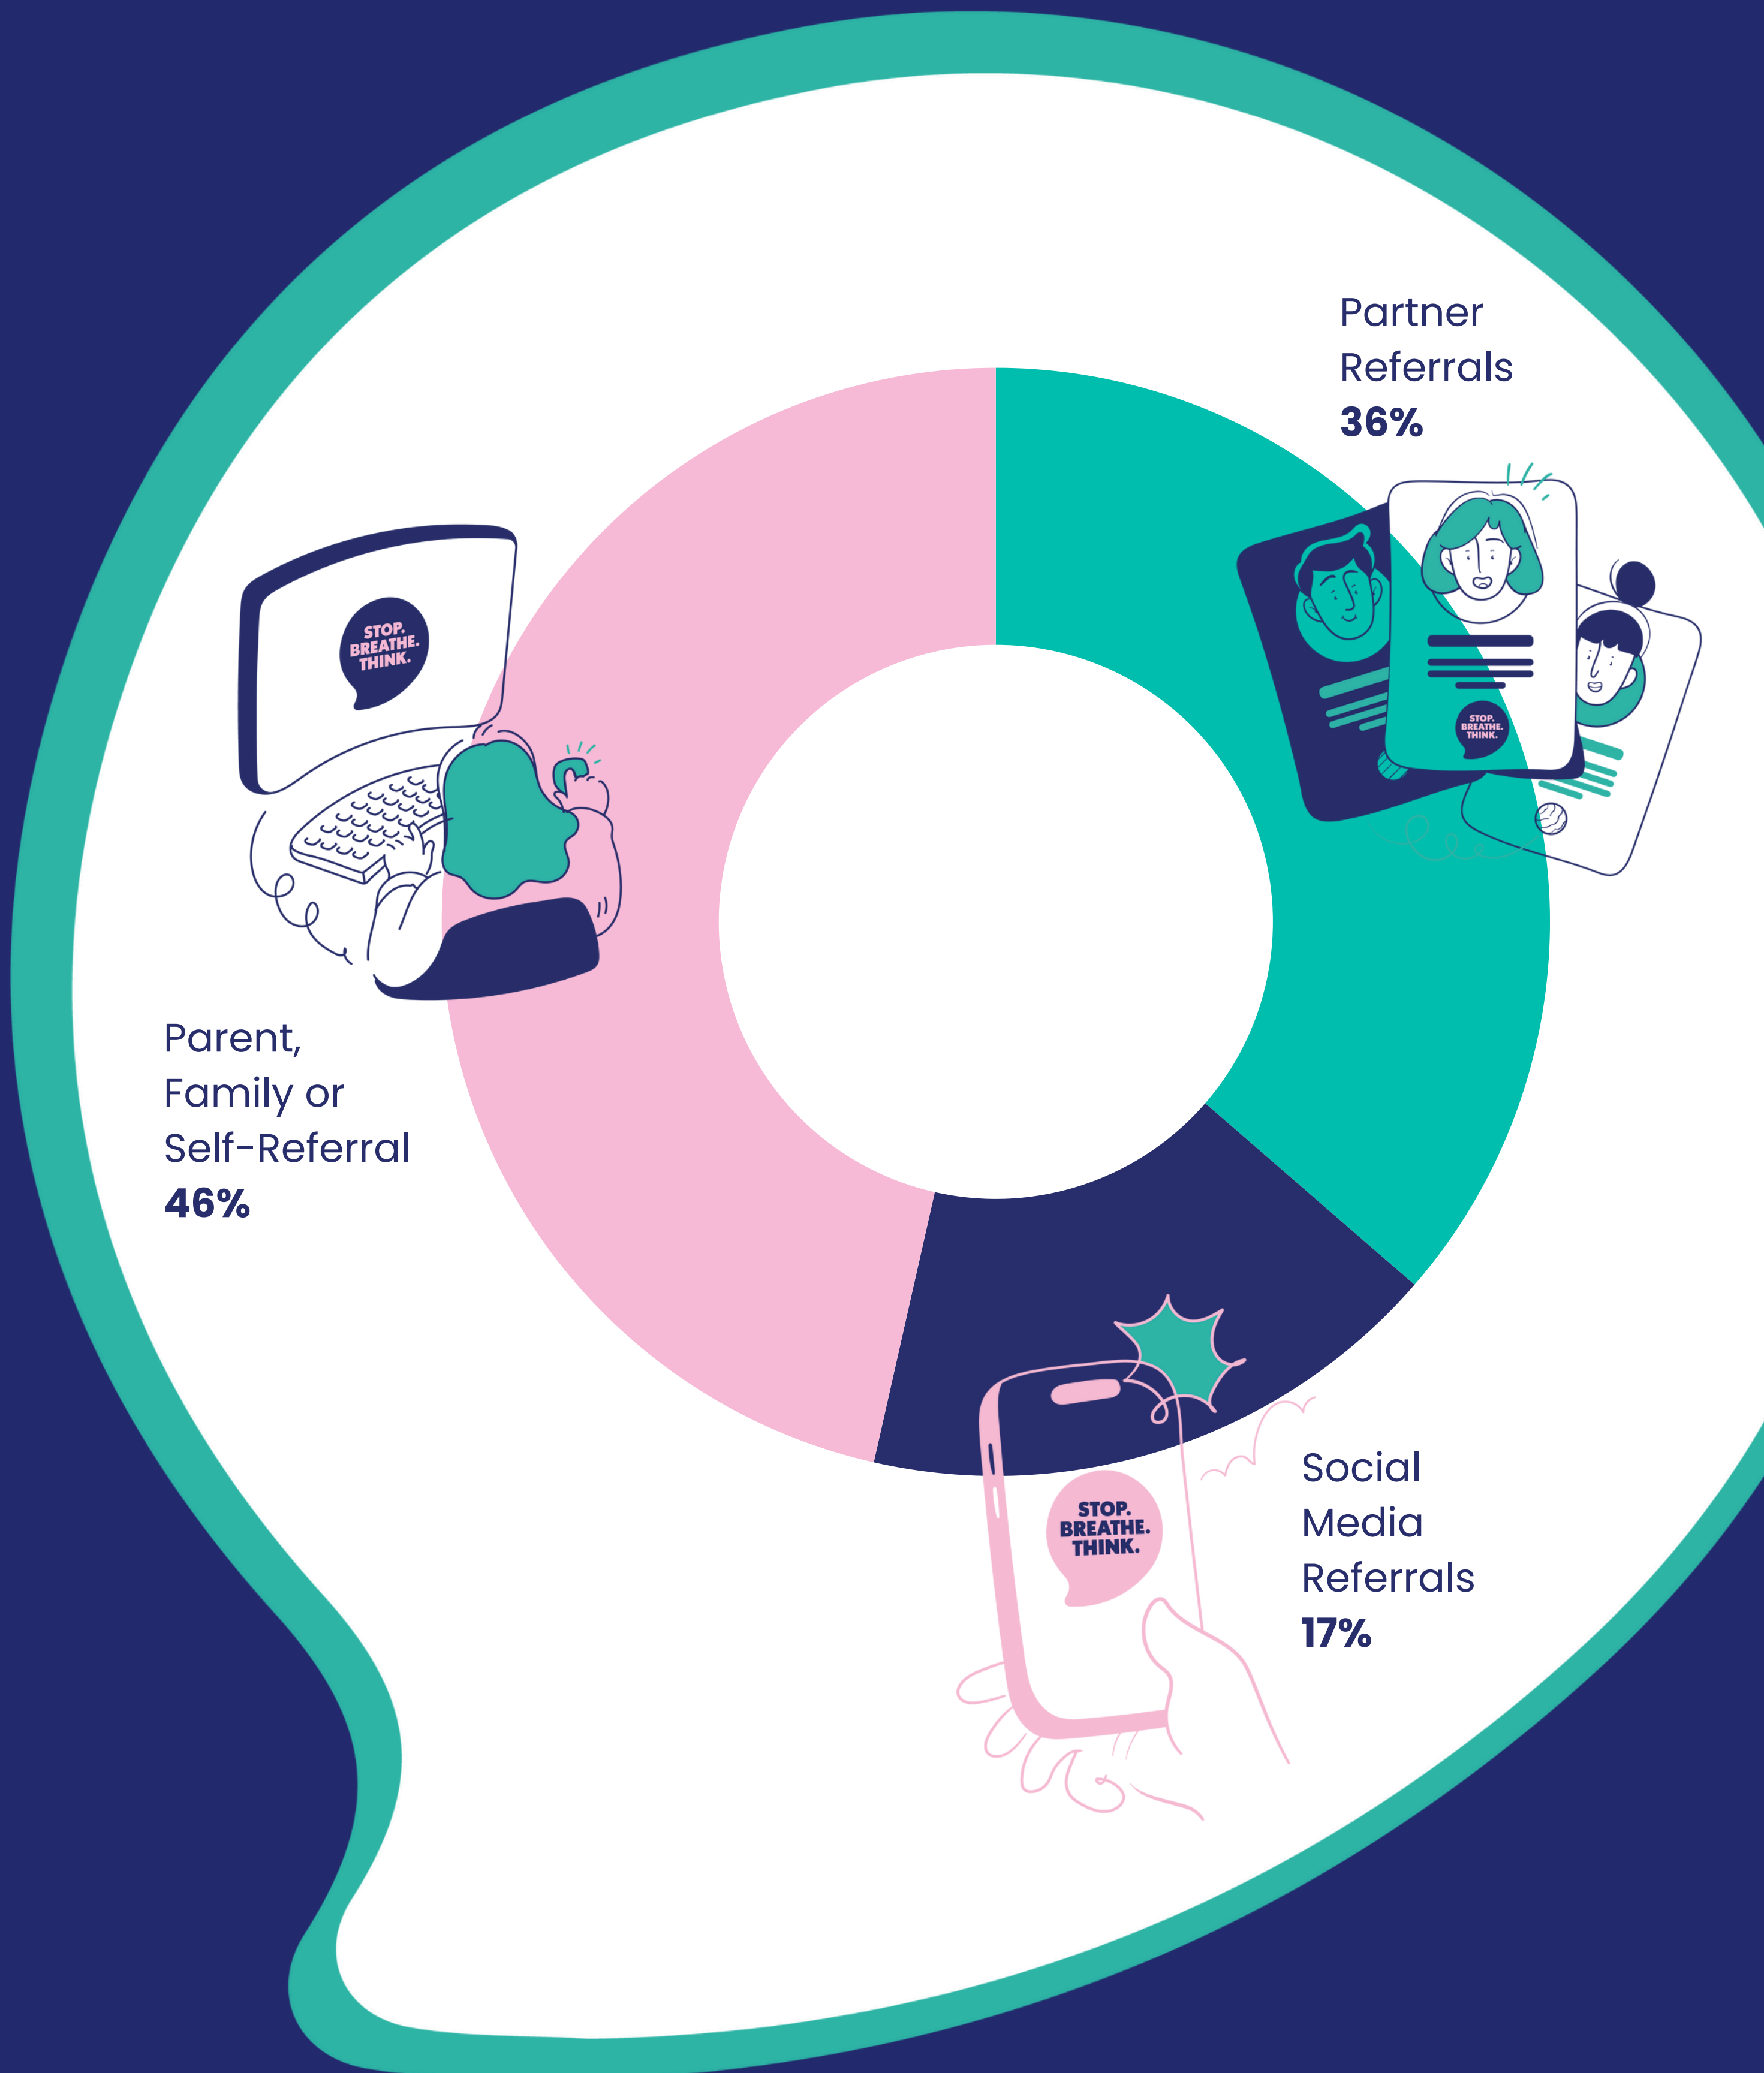 Partner
Referrals
36%
STOP.
BREATHE.
THINK.
STOP.
BREATHE.
THINK.
Parent,
Family or
Self-Referral
46%
Social
Media
Referrals
17%
STOP.
BREATHE.
THINK.